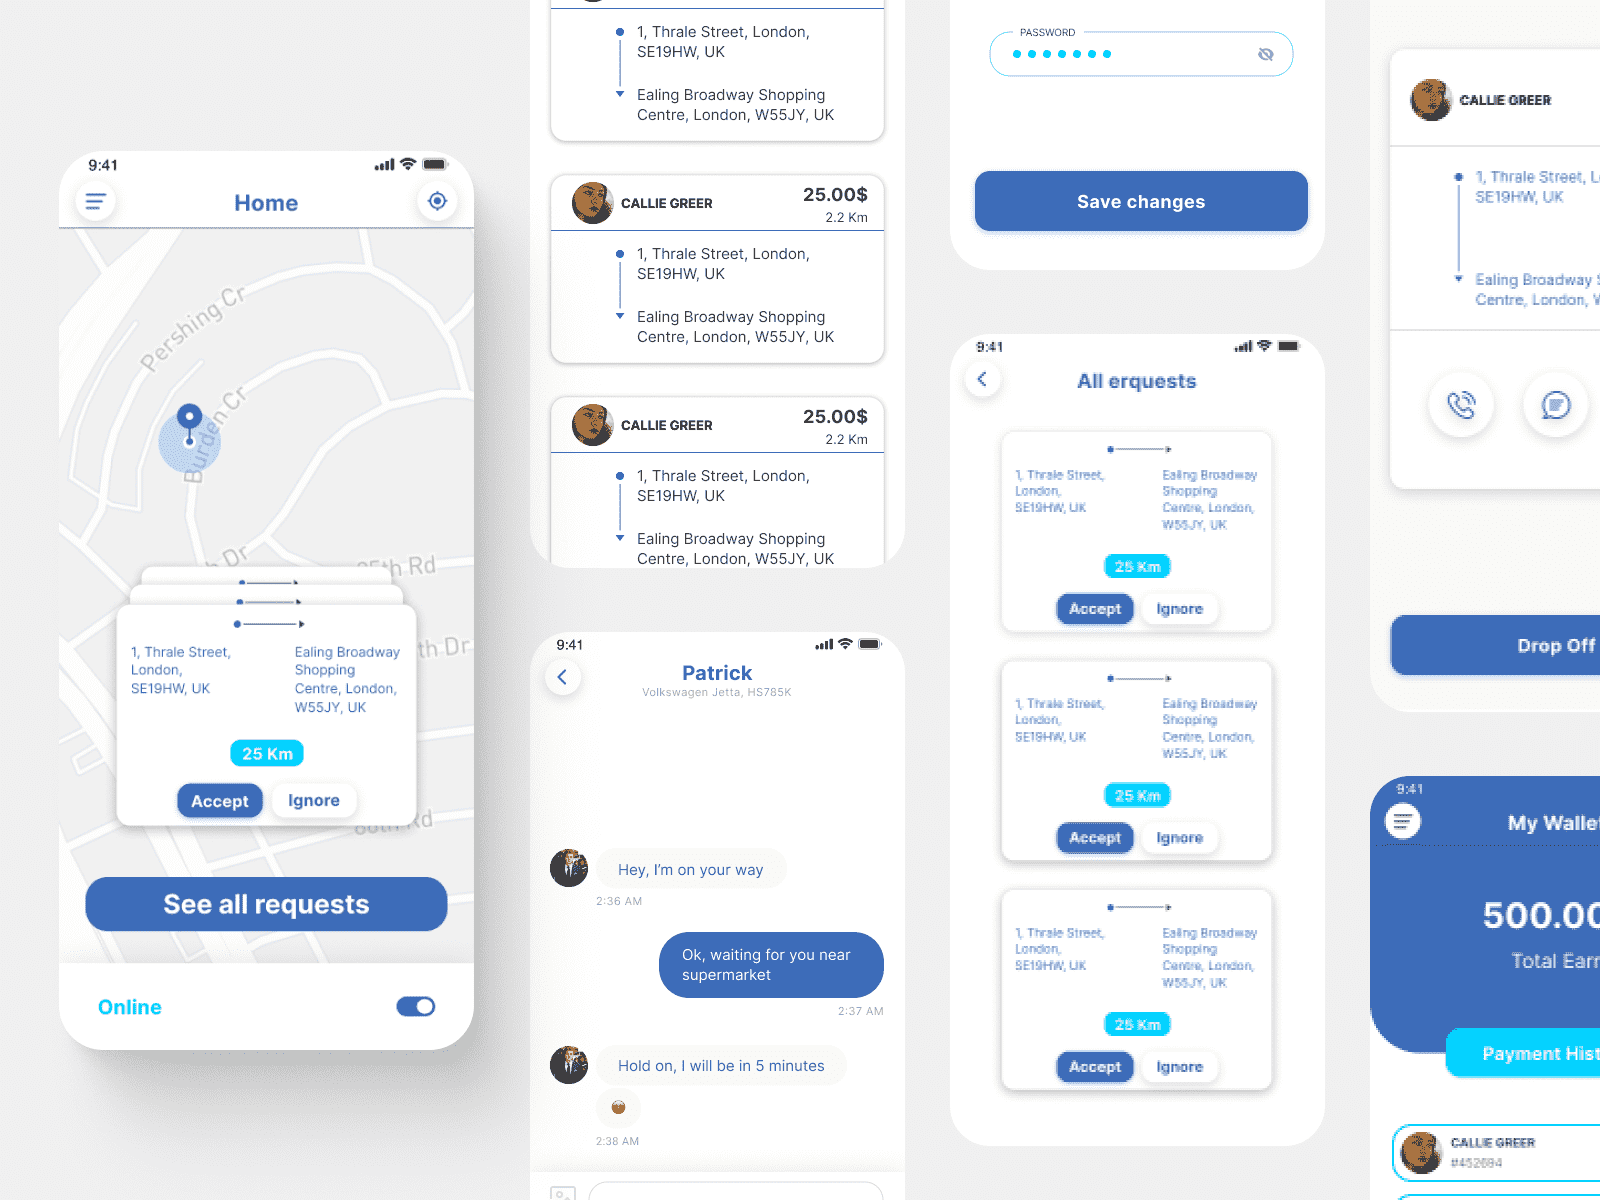 9:41
Home
Pershing Cr
Burden Cr
Dr
th Rd
th Dr
Rd
1, Thrale Street,
London,
SE19HW, UK
Ealing Broadway
Shopping
Centre, London,
W55JY, UK
25 Km
Accept
Ignore
See all requests
Online
1, Thrale Street, London,
SE19HW, UK
Ealing Broadway Shopping
Centre, London, W55JY, UK
CALLIE GREER
25.00$
2.2 Km
1, Thrale Street, London,
SE19HW, UK
Ealing Broadway Shopping
Centre, London, W55JY, UK
CALLIE GREER
25.00$
2.2 Km
1, Thrale Street, London,
SE19HW, UK
Ealing Broadway Shopping
Centre, London, W55JY, UK
9:41
Patrick
Volkswagen Jetta, HS785K
Hey, I'm on your way
2:36 AM
Ok, waiting for you near
supermarket
2:37 AM
Hold on, I will be in 5 minutes
2:38 AM
PASSWORD
Save changes
9:41
All erquests
1, Thrale Street,
London,
SE19HW, UK
Ealing Broadway
Shopping
Centre, London,
W55JY, UK
25 Km
Accept
Ignore
1, Thrale Street,
London,
SE19HW, UK
Ealing Broadway
Shopping
Centre, London,
W55JY, UK
25 Km
Accept
Ignore
1, Thrale Street,
London,
SE19HW, UK
Ealing Broadway
Shopping
Centre, London,
W55JY, UK
25 Km
Accept
Ignore
CALLIE GREER
1, Thrale Street, L
SE19HW, UK
Ealing Broadway
Centre, London,
Drop Off
9:41
My Walle
500.00
Total Earn
Payment Hist
CALLIE GREER
#452694